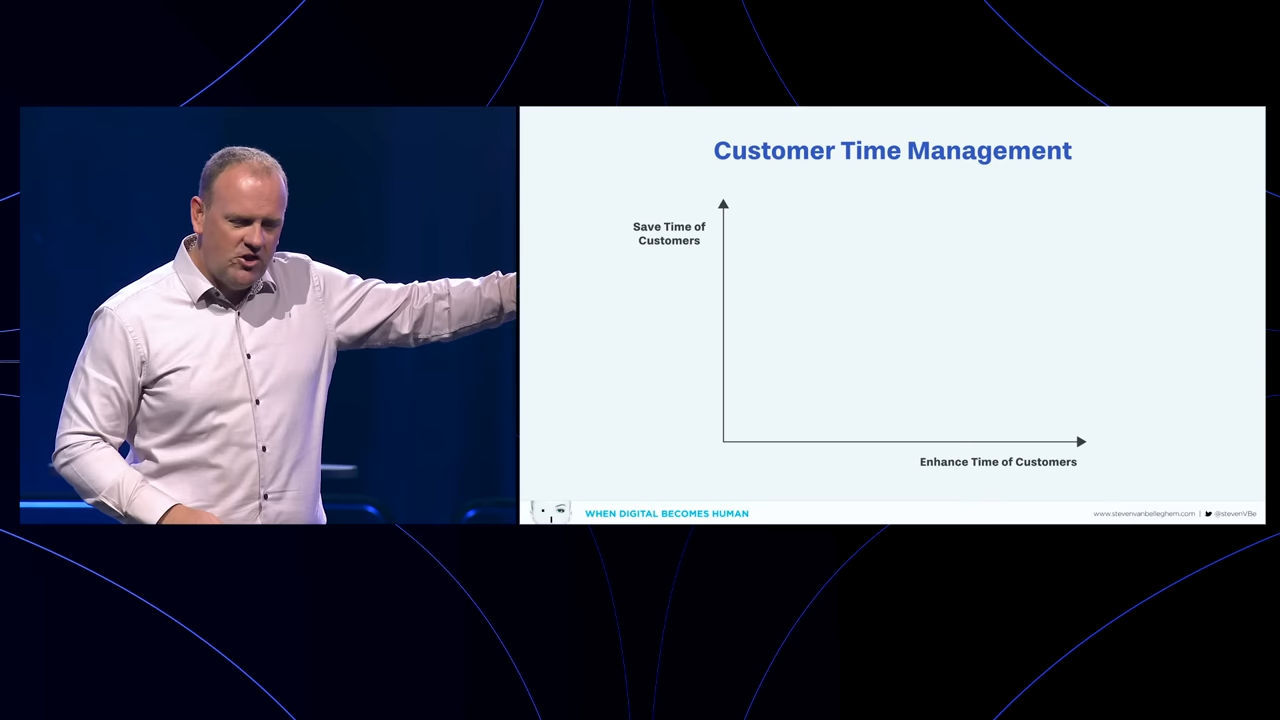 Customer Time Management
Save Time of
Customers
Enhance Time of Customers
WHEN DIGITAL BECOMES HUMAN
www.stevenvanbelleghem.com | @stevenVBe